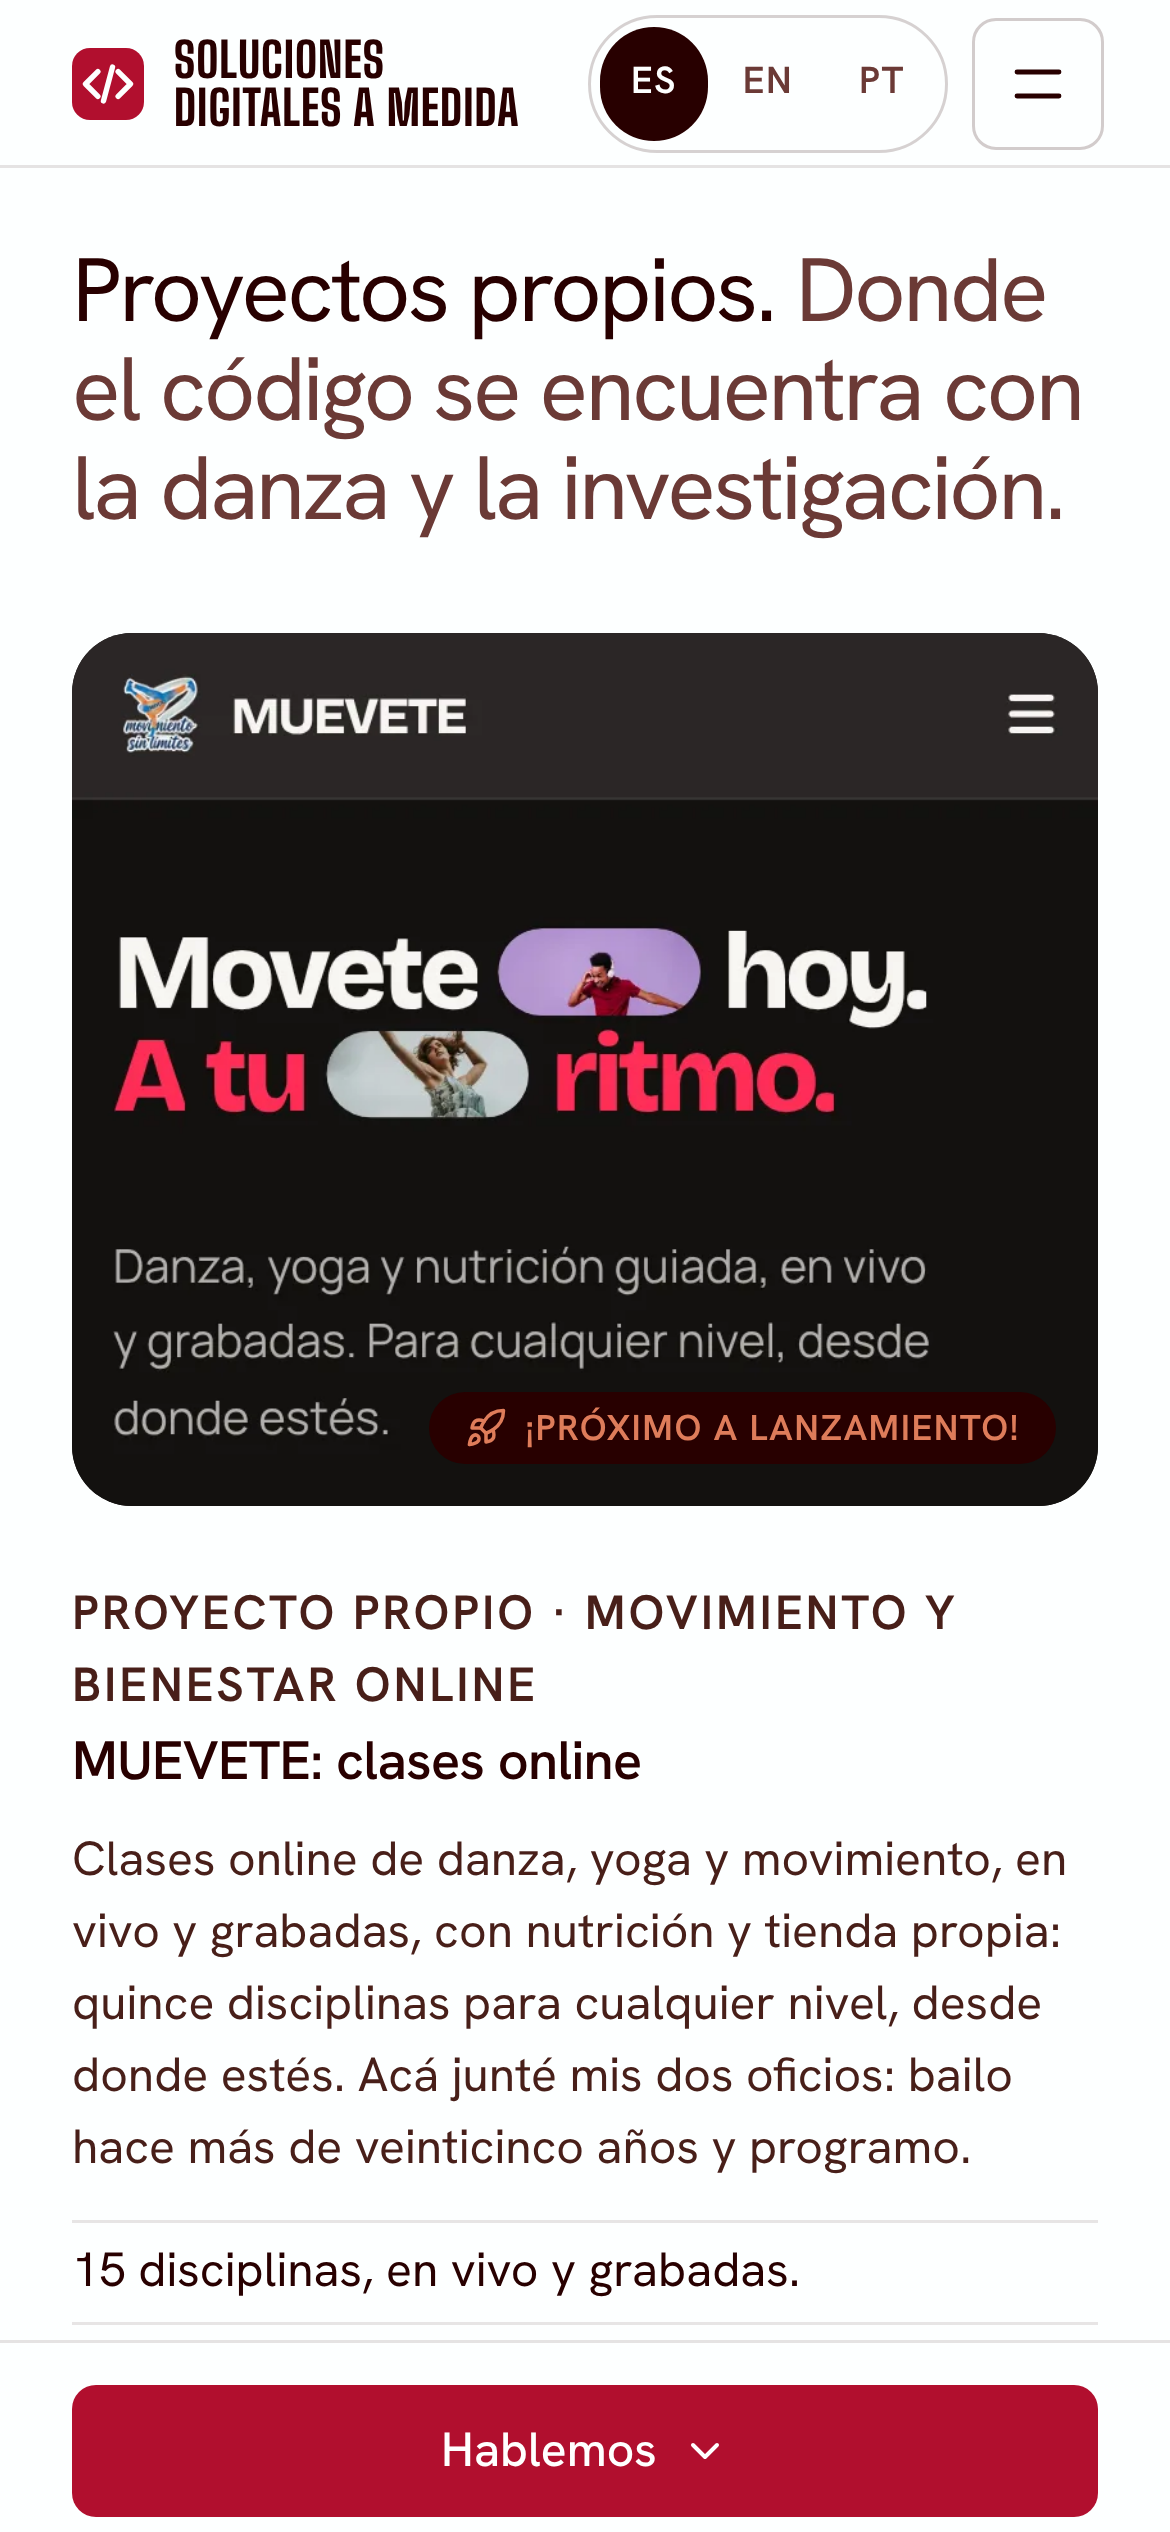 SOLUCIONES
DIGITALES A MEDIDA
ES EN PT
Proyectos propios. Donde
el código se encuentra con
la danza y la investigación.
movimiento
sin límites
MUEVETE
Movete hoy.
A tu ritmo.
Danza, yoga y nutrición guiada, en vivo
y grabadas. Para cualquier nivel, desde
donde estés.
¡PRÓXIMO A LANZAMIENTO!
PROYECTO PROPIO · MOVIMIENTO Y
BIENESTAR ONLINE
MUEVETE: clases online
Clases online de danza, yoga y movimiento, en
vivo y grabadas, con nutrición y tienda propia:
quince disciplinas para cualquier nivel, desde
donde estés. Acá junté mis dos oficios: bailo
hace más de veinticinco años y programo.
15 disciplinas, en vivo y grabadas.
Hablemos